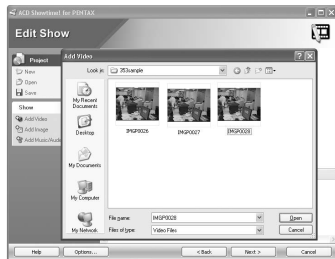 ACD Showtime! for PENTAX
Edit Show
Project
New
Open
Save
Show
Add Video
Add Image
Add Music/Audio
Add Video
Look in:
353sample
My Recent
Documents
Desktop
My Documents
My Computer
My Network
IMGP0026
IMGP0027
IMGP0028
File name:
IMGP0028
Open
Files of type:
Video Files
Cancel
Help
Options...
< Back
Next >
Cancel